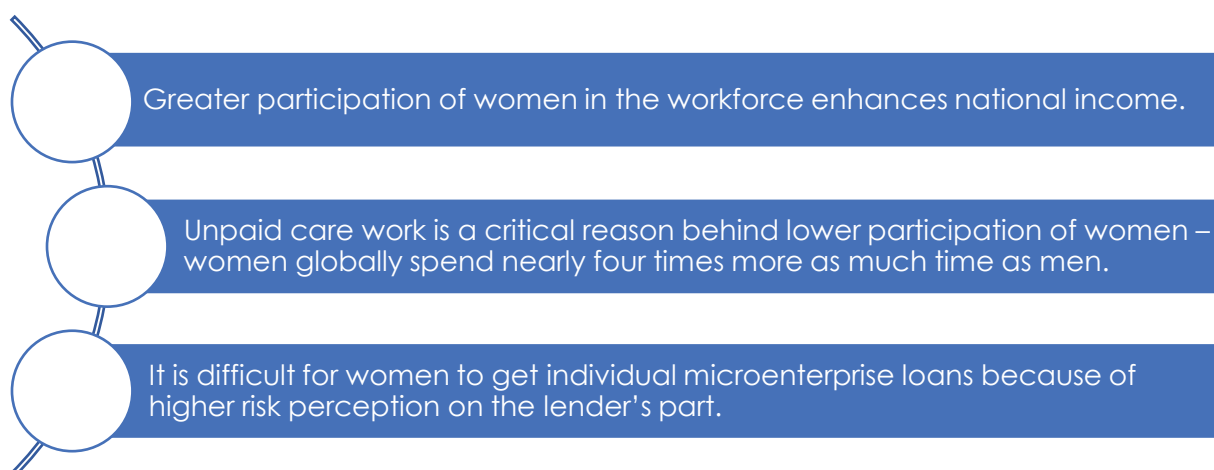 Greater participation of women in the workforce enhances national income.
Unpaid care work is a critical reason behind lower participation of women –
women globally spend nearly four times more as much time as men.
It is difficult for women to get individual microenterprise loans because of
higher risk perception on the lender’s part.